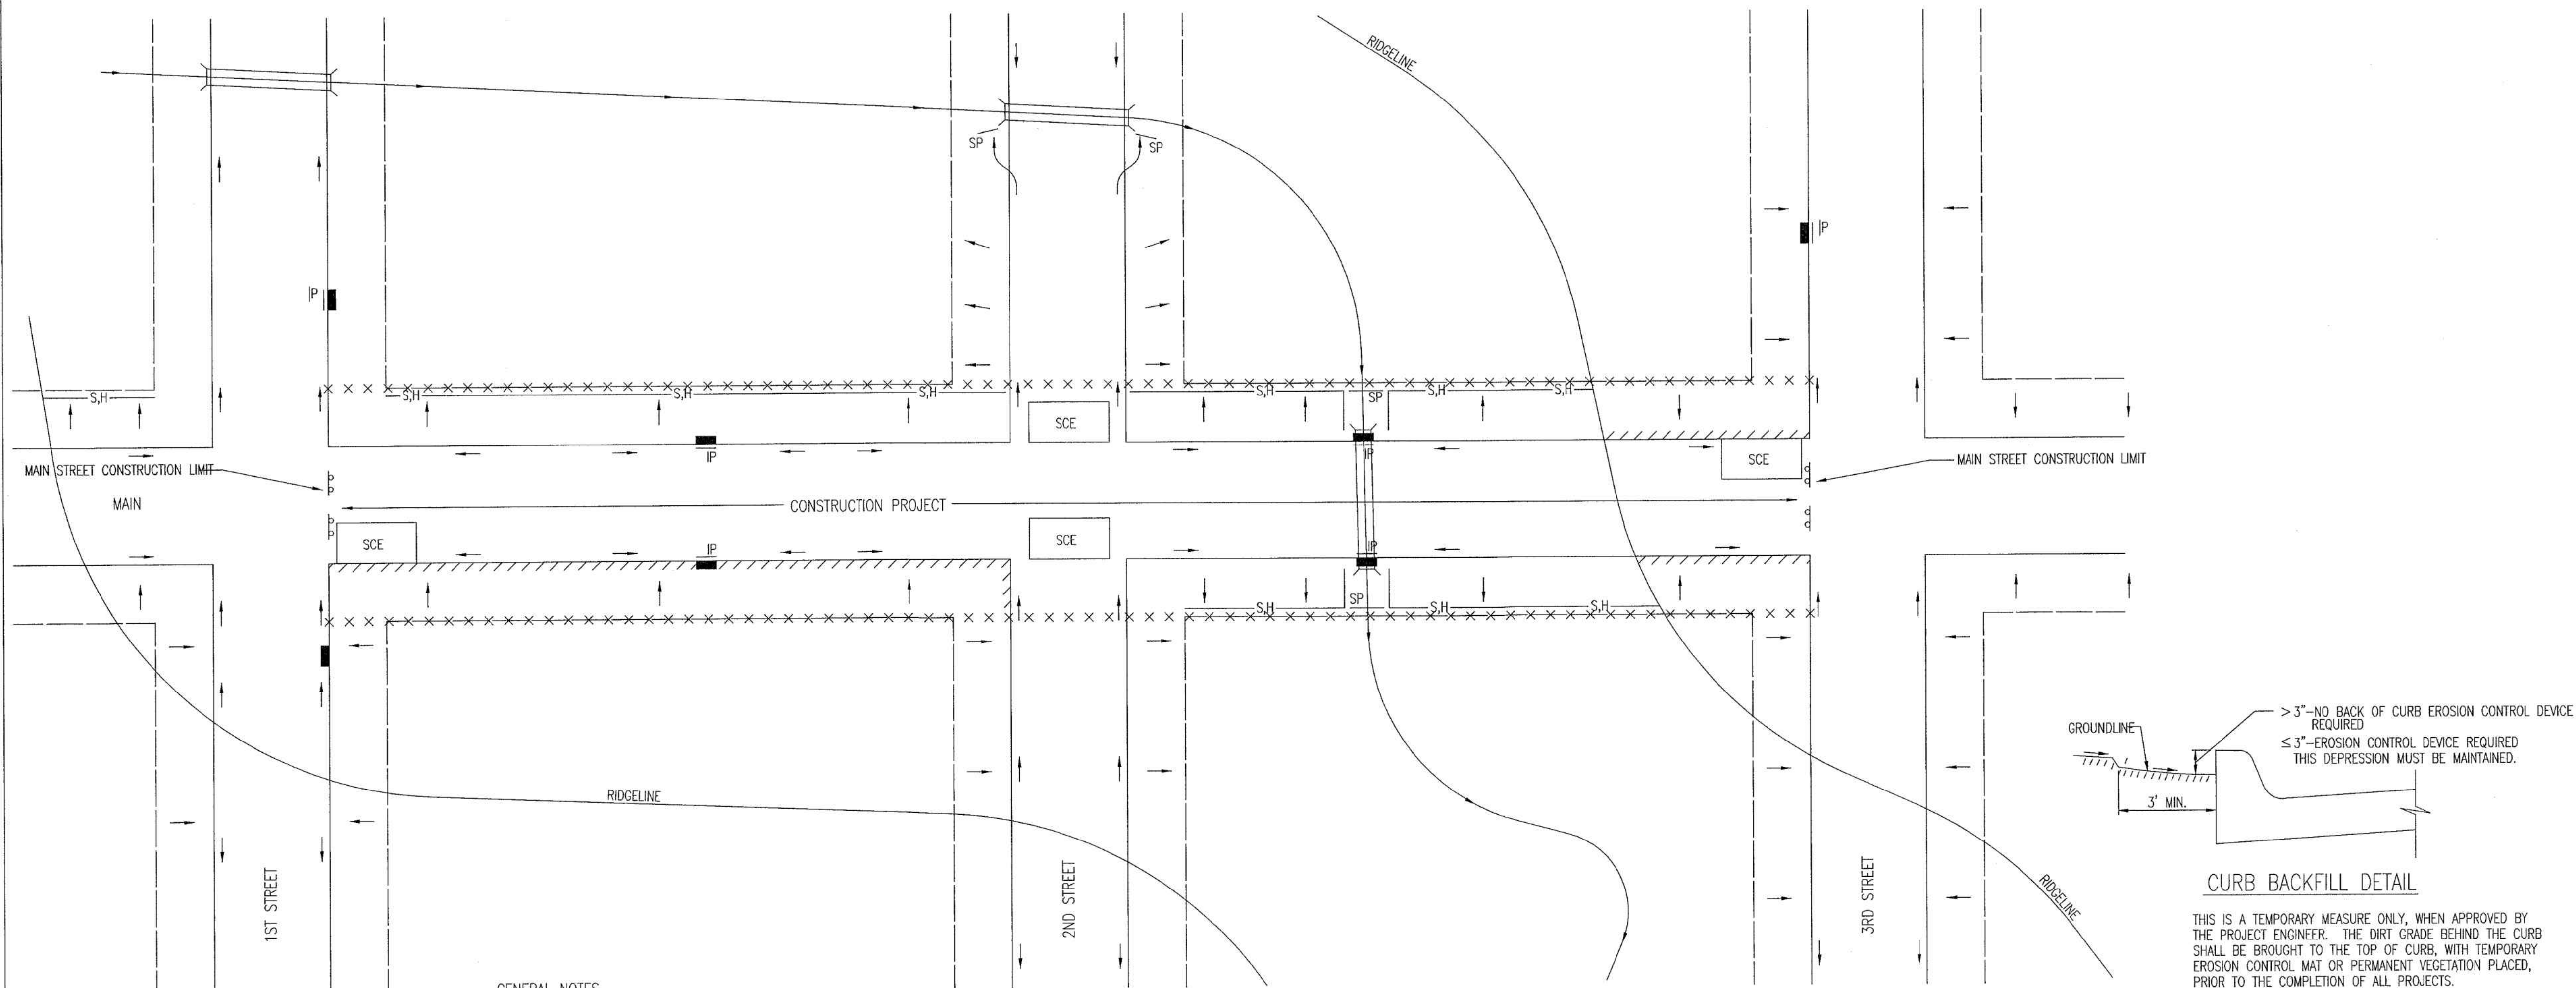 RIDGELINE
SP
SP
IP
IP
S,H
S,H
S,H
S,H
S,H
SP
S,H
S,H
SCE
IP
IP
SCE
MAIN STREET CONSTRUCTION LIMIT
MAIN STREET CONSTRUCTION LIMIT
MAIN
CONSTRUCTION PROJECT
SCE
SCE
IP
IP
S,H
SP
S,H
S,H
RIDGELINE
1ST STREET
2ND STREET
3RD STREET
RIDGELINE
GROUNDLINE
>3"-NO BACK OF CURB EROSION CONTROL DEVICE
REQUIRED
≤3"-EROSION CONTROL DEVICE REQUIRED
THIS DEPRESSION MUST BE MAINTAINED.
3' MIN.
CURB BACKFILL DETAIL
THIS IS A TEMPORARY MEASURE ONLY, WHEN APPROVED BY
THE PROJECT ENGINEER. THE DIRT GRADE BEHIND THE CURB
SHALL BE BROUGHT TO THE TOP OF CURB, WITH TEMPORARY
EROSION CONTROL MAT OR PERMANENT VEGETATION PLACED,
PRIOR TO THE COMPLETION OF ALL PROJECTS.
GENERAL NOTES